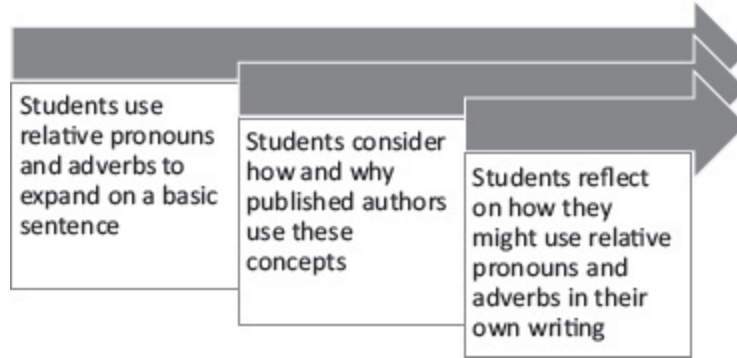 Students use
relative pronouns
and adverbs to
expand on a basic
sentence
Students consider
how and why
published authors
use these
concepts
Students reflect
on how they
might use relative
pronouns and
adverbs in their
own writing